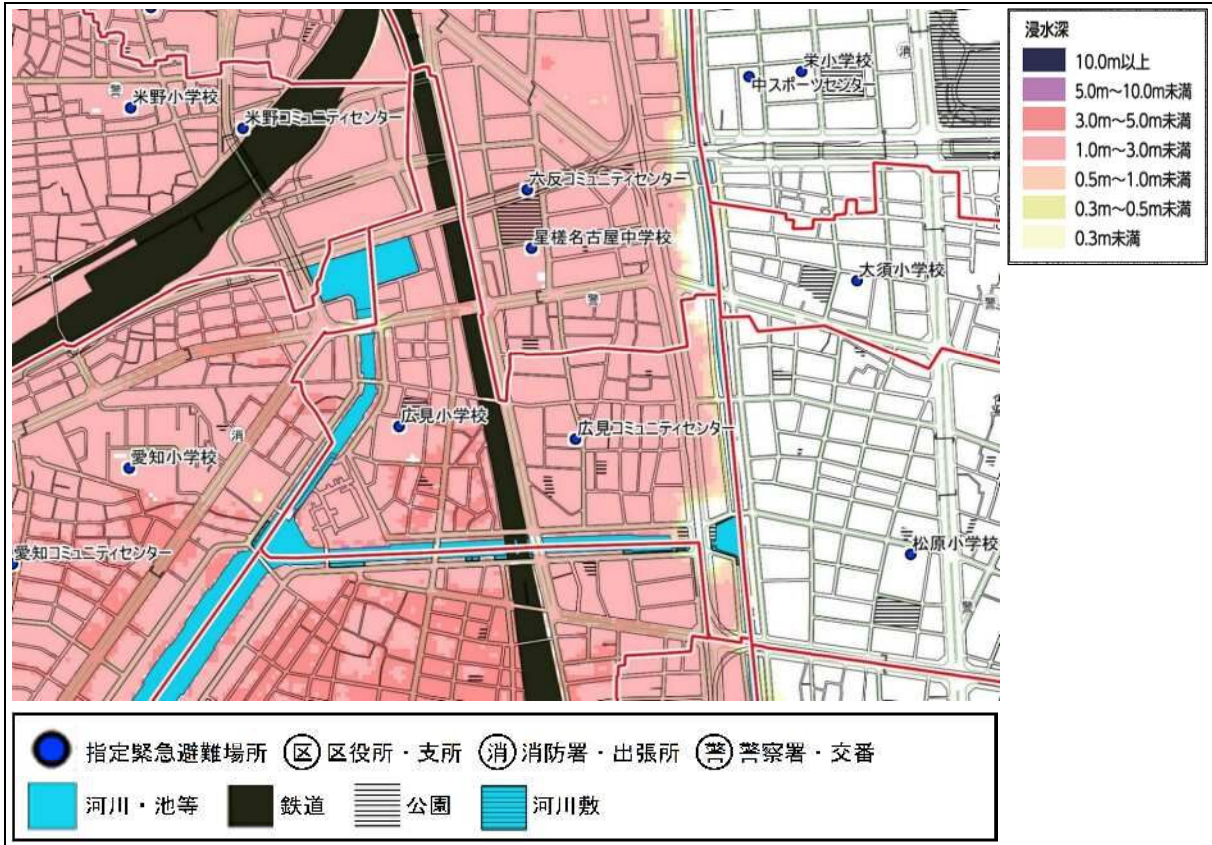 栄小学校
中スポーツセンタ
消
警
米野小学校
米野コミュニティセンター
六反コミュニティセンター
星槎名古屋中学校
大須小学校
警
警
広見小学校
広見コミュニティセンター
消
愛知小学校
愛知コミュニティセンター
松原小学校
警
浸水深
10.0m以上
5.0m～10.0m未満
3.0m～5.0m未満
1.0m～3.0m未満
0.5m～1.0m未満
0.3m～0.5m未満
0.3m未満
指定緊急避難場所 区 区役所・支所 消 消防署・出張所 警 警察署・交番
河川・池等 鉄道 公園 河川敷